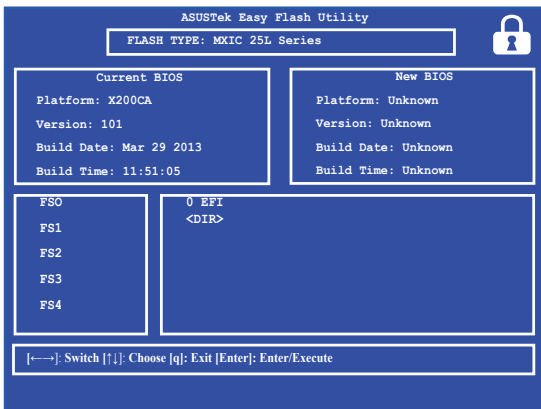 ASUSTek Easy Flash Utility
FLASH TYPE: MXIC 25L Series
Current BIOS
Platform: X200CA
Version: 101
Build Date: Mar 29 2013
Build Time: 11:51:05
New BIOS
Platform: Unknown
Version: Unknown
Build Date: Unknown
Build Time: Unknown
FSO
FS1
FS2
FS3
FS4
0 EFI
<DIR>
[←→]: Switch [↑↓]: Choose [q]: Exit [Enter]: Enter/Execute